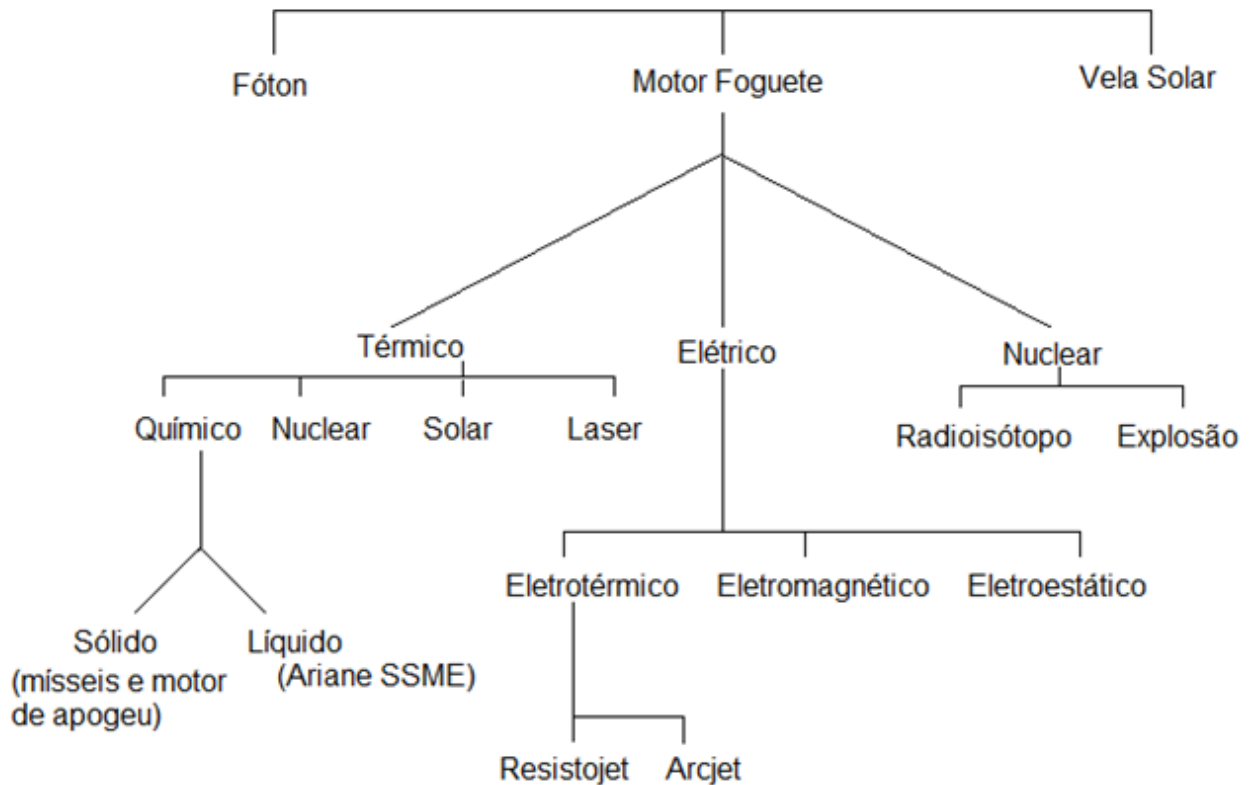 Fóton
Motor Foguete
Vela Solar
Térmico
Elétrico
Nuclear
Químico
Nuclear
Solar
Laser
Radioisótopo
Explosão
Eletrotérmico
Eletromagnético
Eletroestático
Sólido
(mísseis e motor
de apogeu)
Líquido
(Ariane SSME)
Resistojet
Arcjet